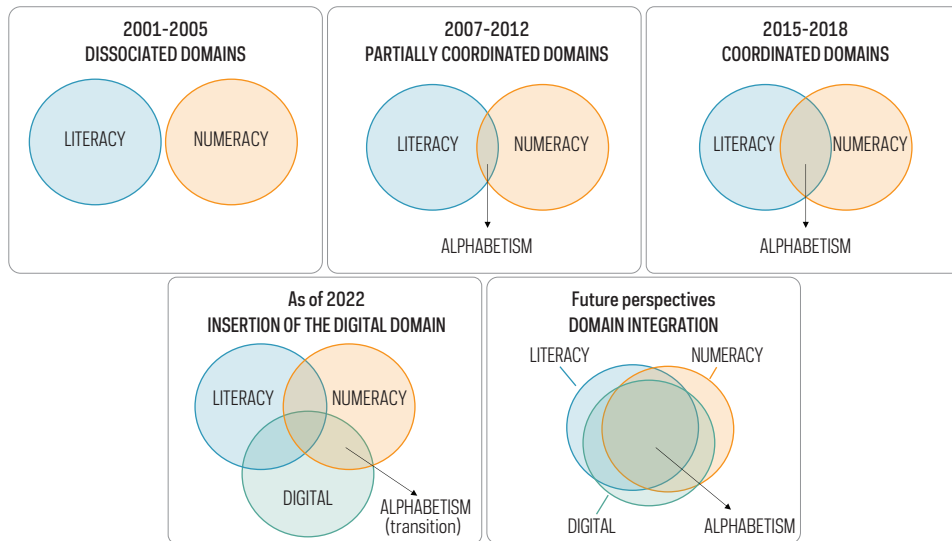 2001-2005
DISSOCIATED DOMAINS
LITERACY
NUMERACY
2007-2012
PARTIALLY COORDINATED DOMAINS
LITERACY
NUMERACY
ALPHABETISM
2015-2018
COORDINATED DOMAINS
LITERACY
NUMERACY
ALPHABETISM
As of 2022
INSERTION OF THE DIGITAL DOMAIN
LITERACY
NUMERACY
DIGITAL
ALPHABETISM
(transition)
Future perspectives
DOMAIN INTEGRATION
LITERACY
NUMERACY
DIGITAL
ALPHABETISM